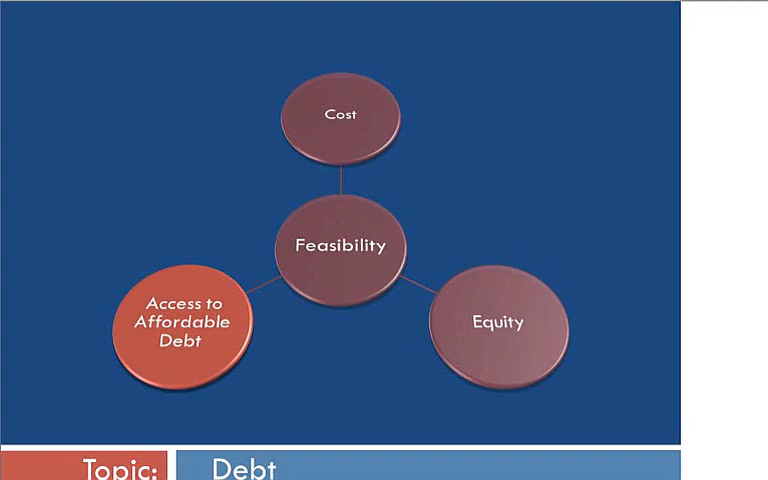 Cost
Feasibility
Access to
Affordable
Debt
Equity
Topic: Debt